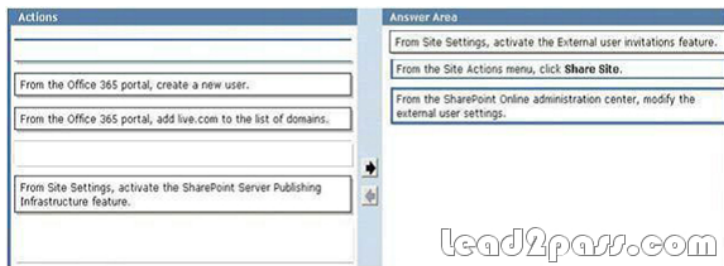 Actions
From the Office 365 portal, create a new user.
From the Office 365 portal, add live.com to the list of domains.
From Site Settings, activate the SharePoint Server Publishing
Infrastructure feature.
Answer Area
From Site Settings, activate the External user invitations feature.
From the Site Actions menu, click Share Site.
From the SharePoint Online administration center, modify the
external user settings.
Lead2pass.com